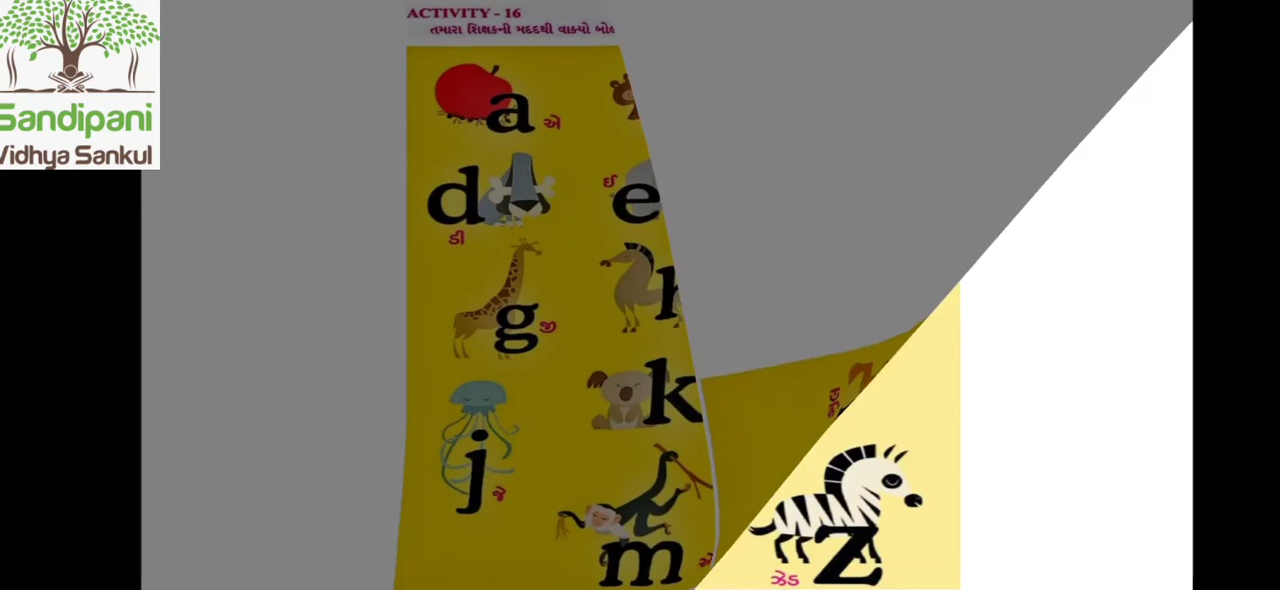 Sandipani
Vidhya Sankul
ACTIVITY - 16
તમારા શિક્ષકની મદદથી વાક્યો
a એ
d
ડી
ઈ e
g જી
k
j જે
m
z
ઝેડ